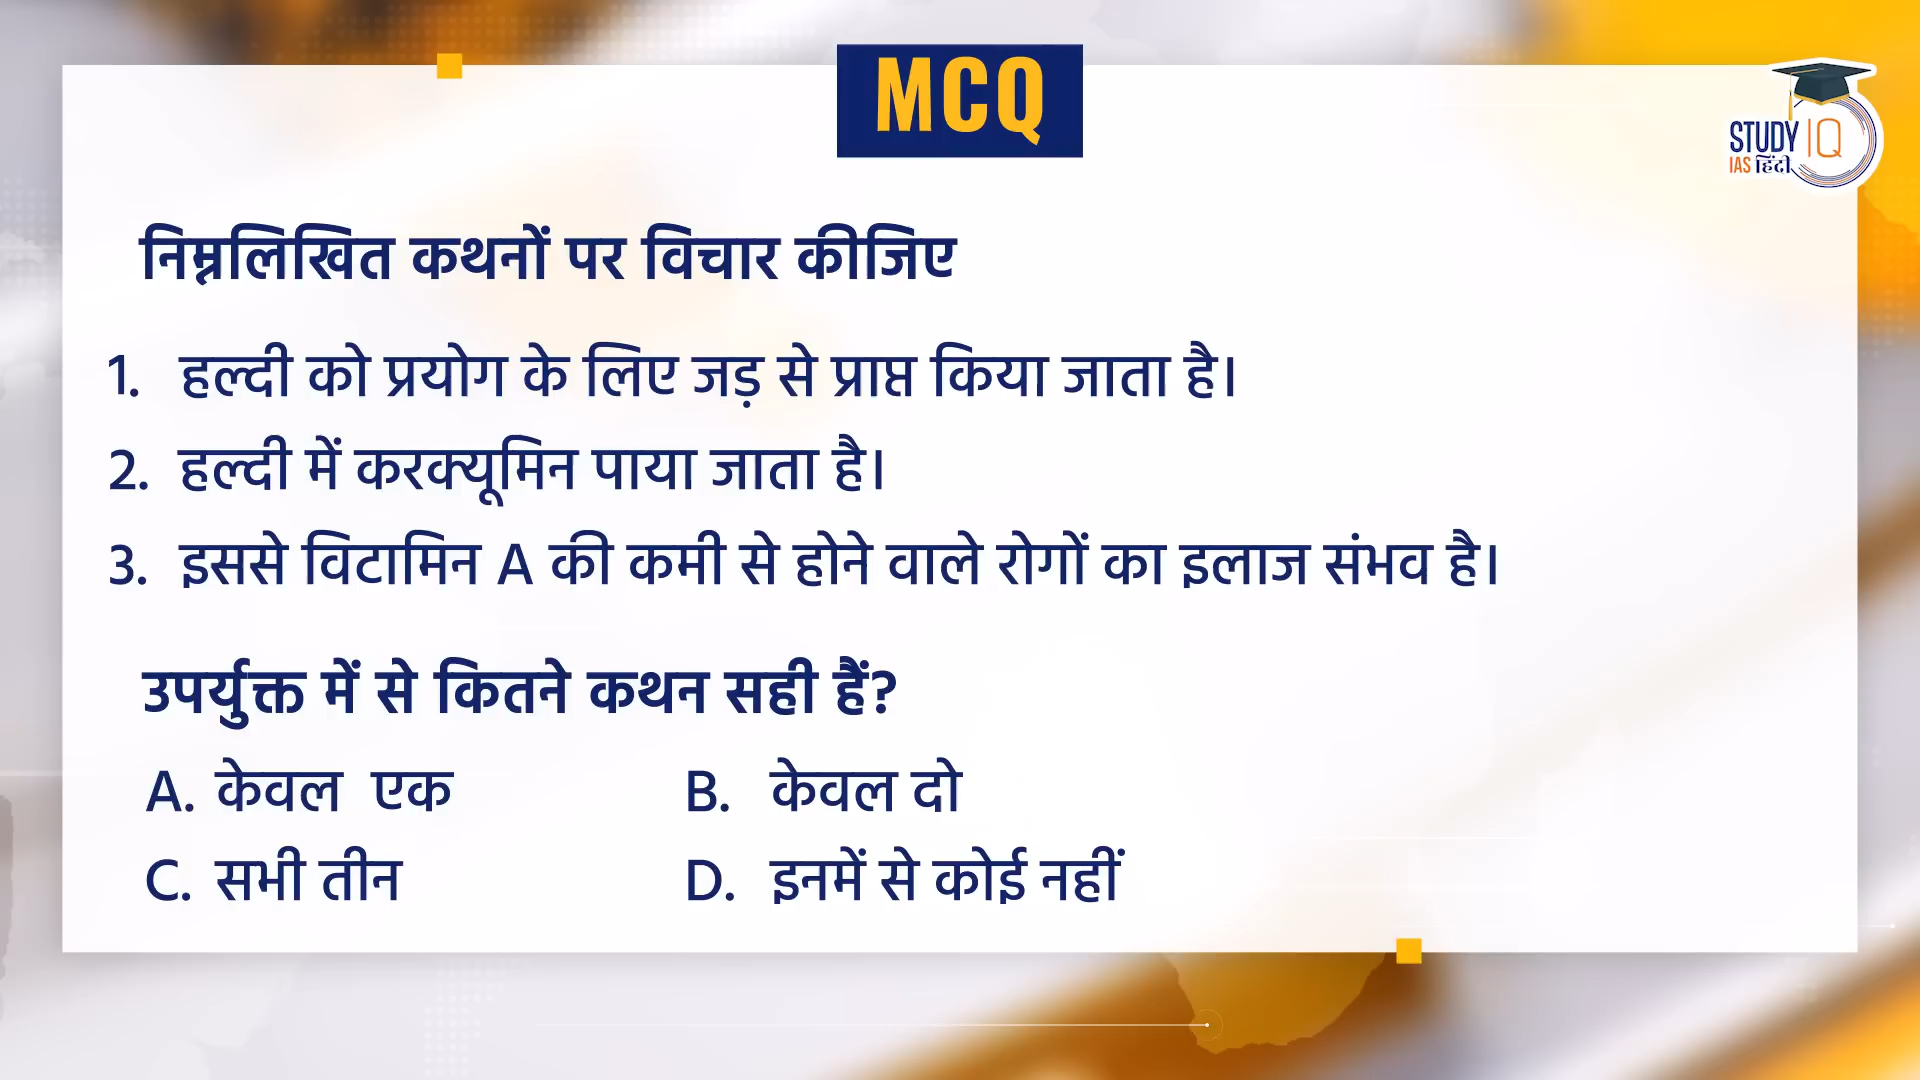 MCQ
STUDY IQ
IAS हिंदी
निम्नलिखित कथनों पर विचार कीजिए
1. हल्दी को प्रयोग के लिए जड़ से प्राप्त किया जाता है।
2. हल्दी में करक्यूमिन पाया जाता है।
3. इससे विटामिन A की कमी से होने वाले रोगों का इलाज संभव है।
उपर्युक्त में से कितने कथन सही हैं?
A. केवल एक B. केवल दो
C. सभी तीन D. इनमें से कोई नहीं